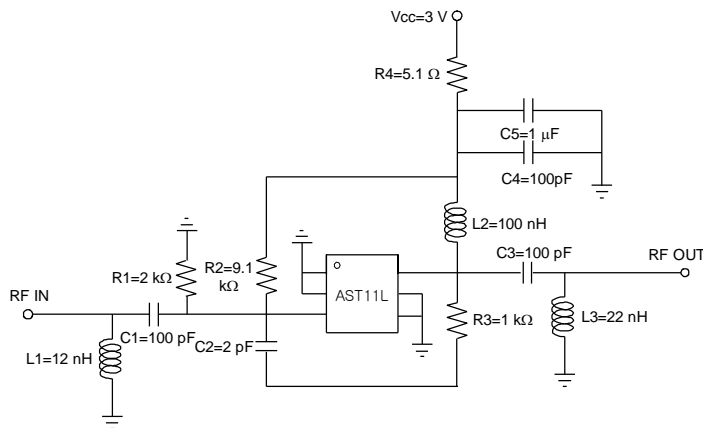 Vcc=3 V
R4=5.1 Ω
C5=1 μF
C4=100pF
L2=100 nH
C3=100 pF
RF OUT
R1=2 kΩ
R2=9.1
kΩ
AST11L
RF IN
R3=1 kΩ
L3=22 nH
C1=100 pF
C2=2 pF
L1=12 nH